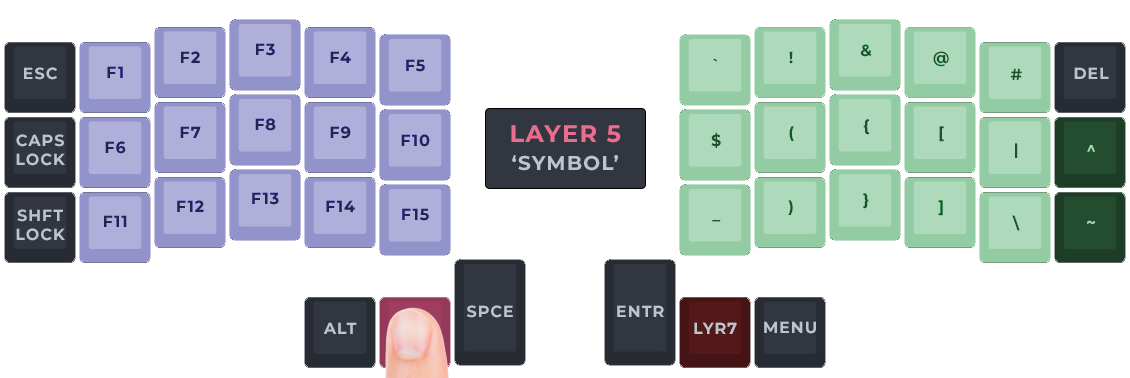 ESC F1 F2 F3 F4 F5 ` ! & @ # DEL
CAPS
LOCK F6 F7 F8 F9 F10 $ ( { [ | ^
LAYER 5
‘SYMBOL’
SHFT
LOCK F11 F12 F13 F14 F15 _ ) } ] \ ~
ALT SPCE ENTR LYR7 MENU